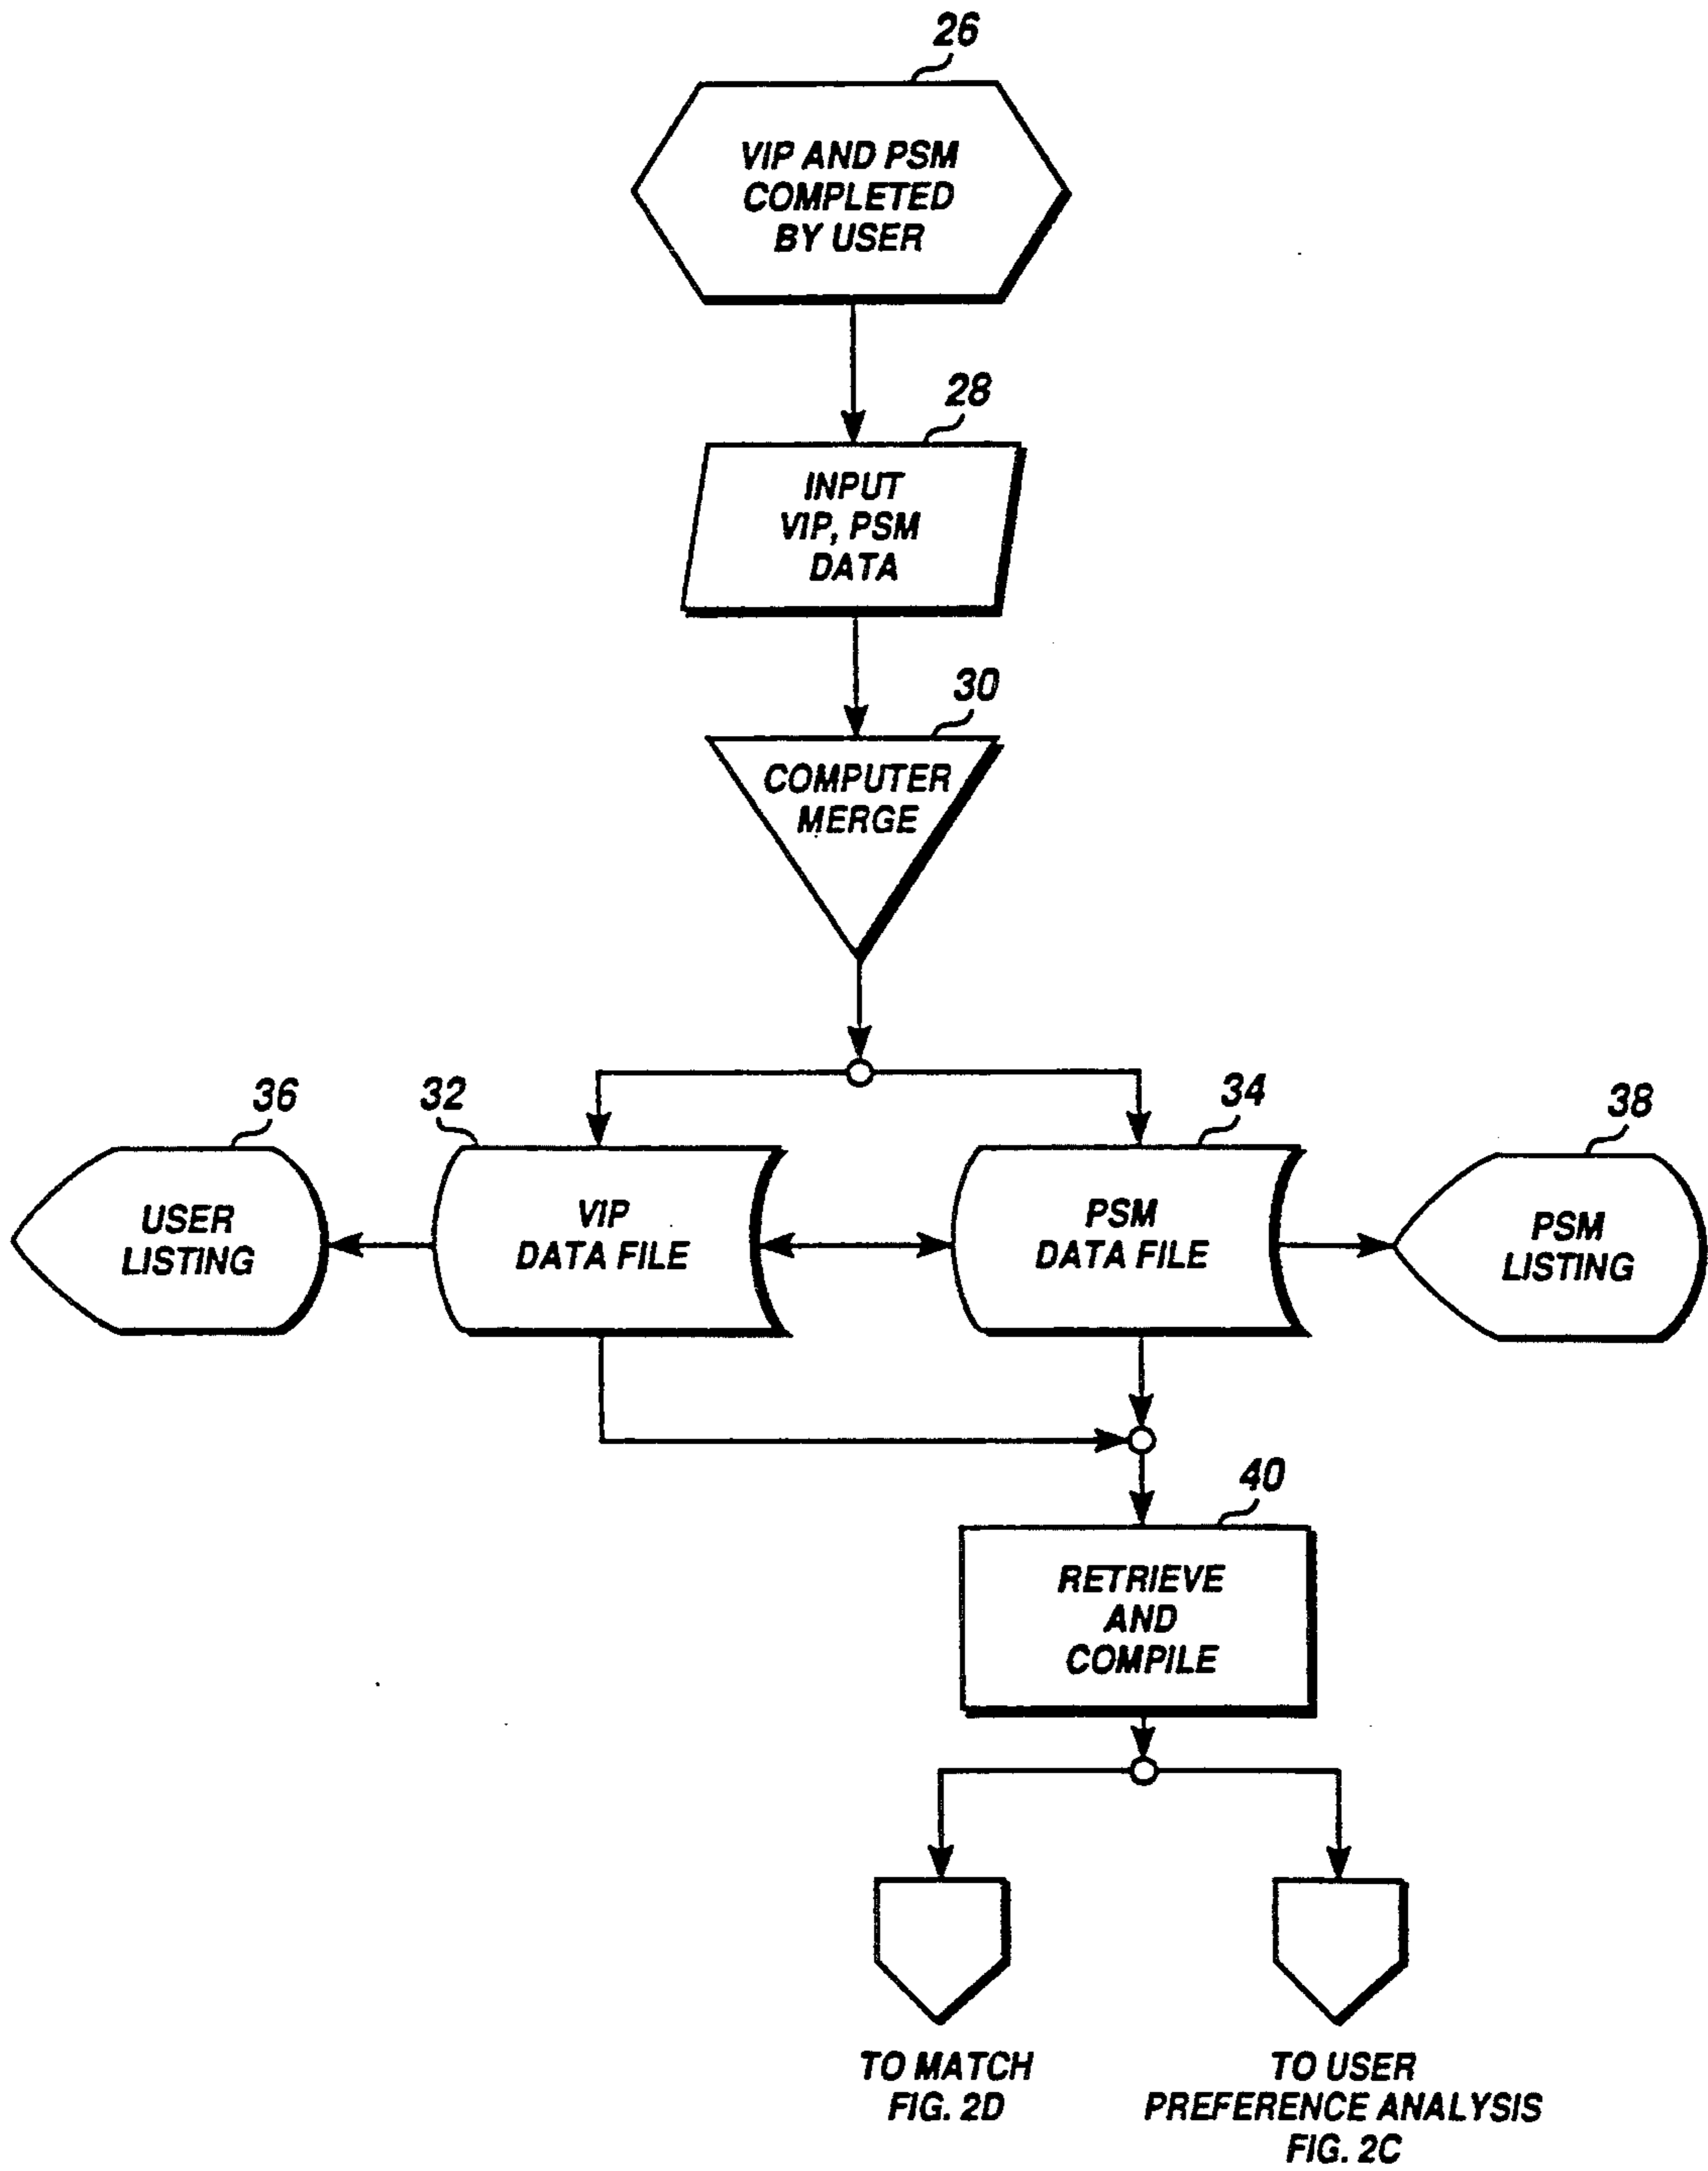 26
VIP AND PSM
COMPLETED
BY USER
28
INPUT
VIP, PSM
DATA
30
COMPUTER
MERGE
36
32
34
38
USER
LISTING
VIP
DATA FILE
PSM
DATA FILE
PSM
LISTING
40
RETRIEVE
AND
COMPILE
TO MATCH
FIG. 2D
TO USER
PREFERENCE ANALYSIS
FIG. 2C